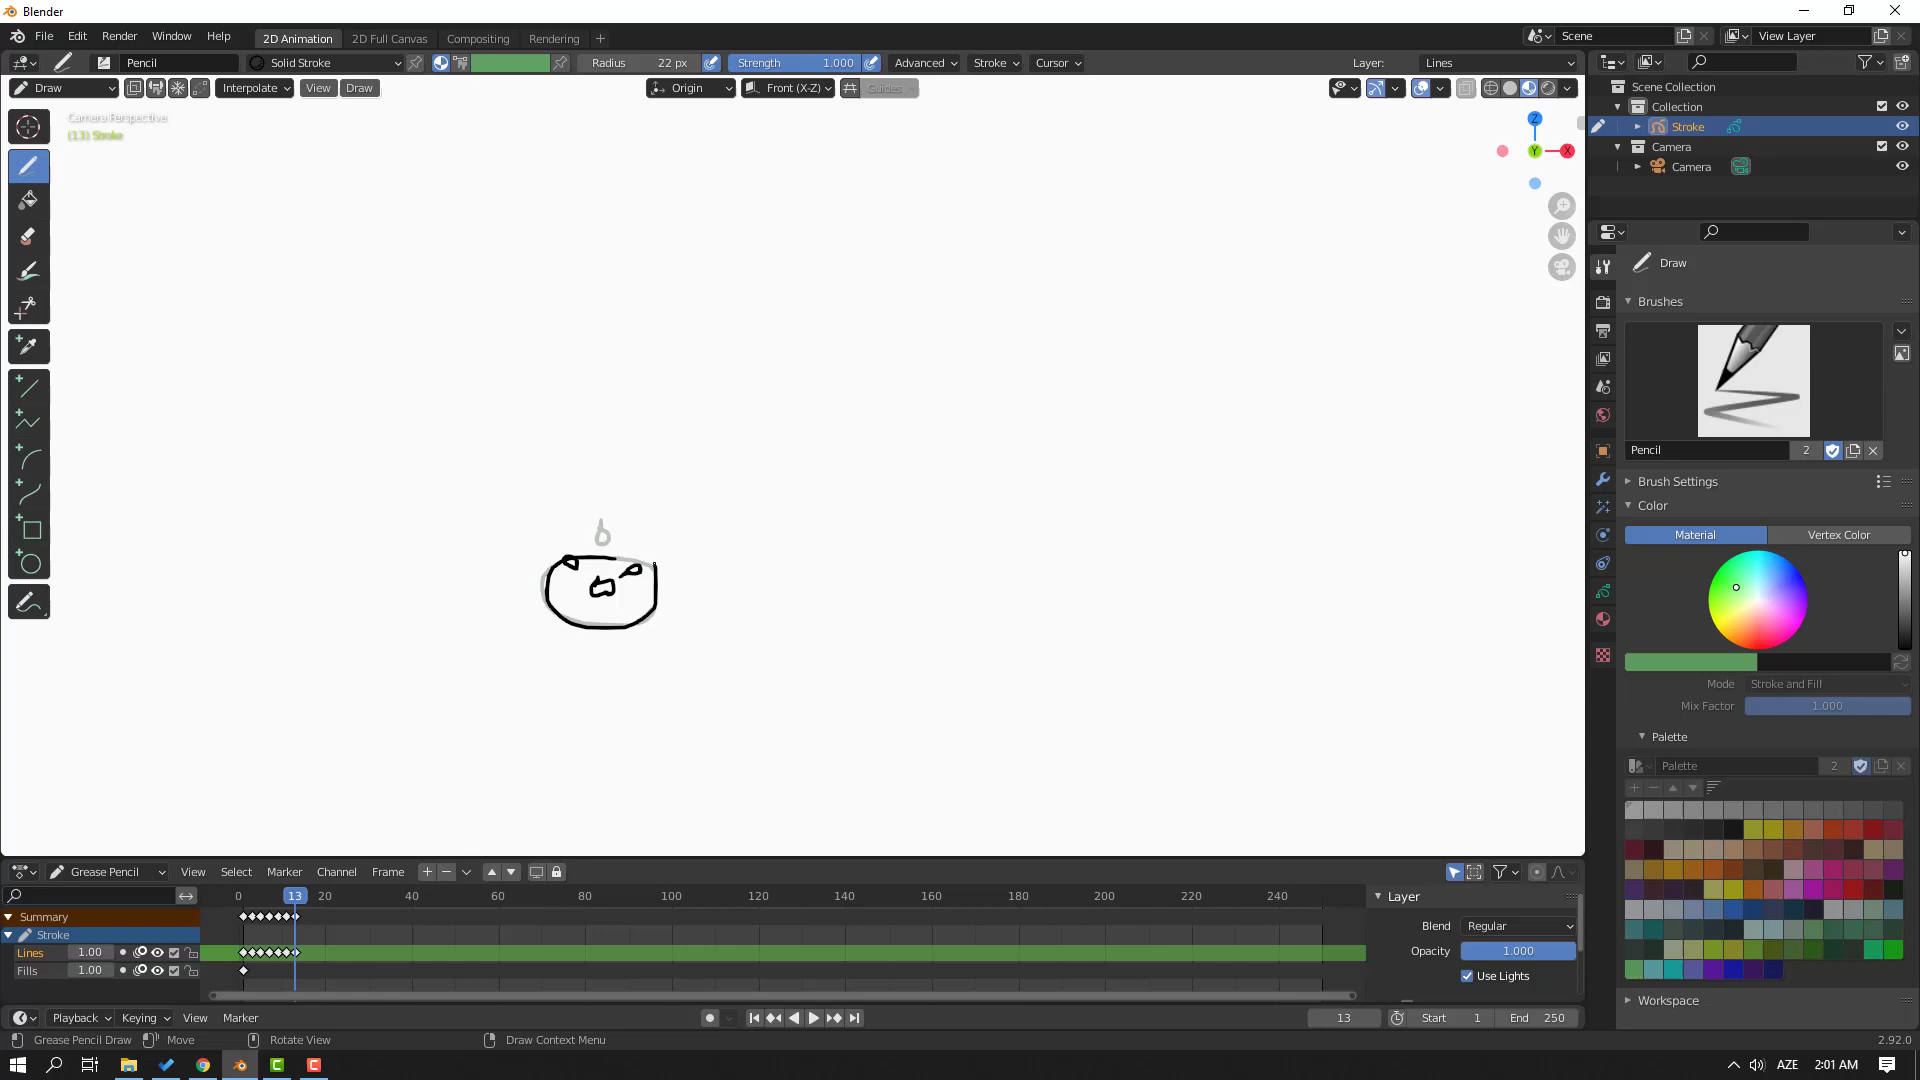 Blender
File Edit Render Window Help 2D Animation 2D Full Canvas Compositing Rendering + Scene View Layer
Pencil Solid Stroke Radius 22 px Strength 1.000 Advanced Stroke Cursor Layer: Lines
Draw Interpolate View Draw Origin Front (X-Z) Guides
Camera Perspective
(13) Stroke
Z
Y X
Scene Collection
Collection
Stroke
Camera
Camera
Draw
Brushes
Pencil 2
Brush Settings
Color
Material Vertex Color
Mode Stroke and Fill
Mix Factor 1.000
Palette
Palette 2
Workspace
Grease Pencil View Select Marker Channel Frame
0 13 20 40 60 80 100 120 140 160 180 200 220 240
Summary
Stroke
Lines 1.00
Fills 1.00
Layer
Blend Regular
Opacity 1.000
Use Lights
Playback Keying View Marker 13 Start 1 End 250
Grease Pencil Draw Move Rotate View Draw Context Menu 2.92.0
AZE 2:01 AM